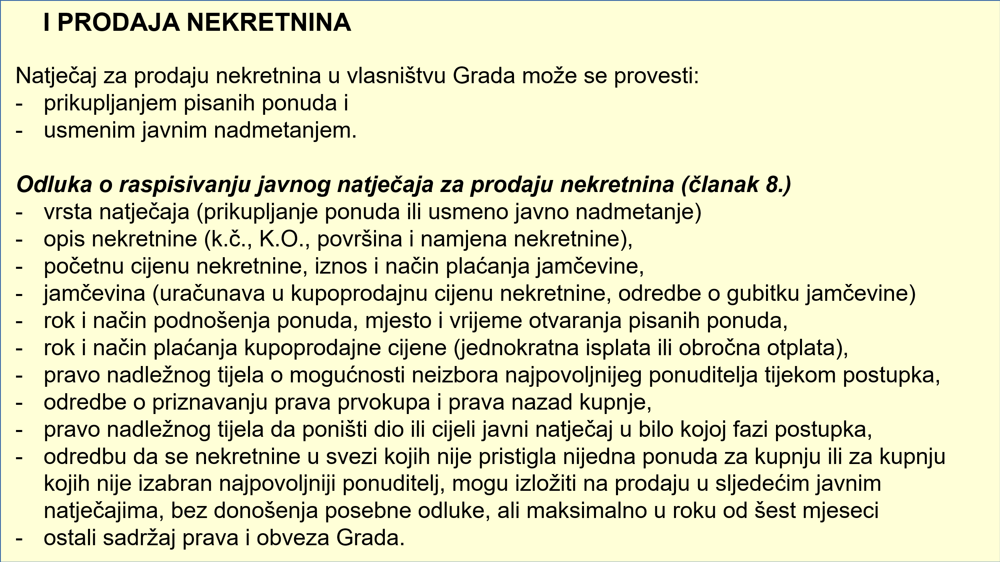 I PRODAJA NEKRETNINA
Natječaj za prodaju nekretnina u vlasništvu Grada može se provesti:
- prikupljanjem pisanih ponuda i
- usmenim javnim nadmetanjem.
Odluka o raspisivanju javnog natječaja za prodaju nekretnina (članak 8.)
- vrsta natječaja (prikupljanje ponuda ili usmeno javno nadmetanje)
- opis nekretnine (k.č., K.O., površina i namjena nekretnine),
- početnu cijenu nekretnine, iznos i način plaćanja jamčevine,
- jamčevina (uračunava u kupoprodajnu cijenu nekretnine, odredbe o gubitku jamčevine)
- rok i način podnošenja ponuda, mjesto i vrijeme otvaranja pisanih ponuda,
- rok i način plaćanja kupoprodajne cijene (jednokratna isplata ili obročna otplata),
- pravo nadležnog tijela o mogućnosti neizbora najpovoljnijeg ponuditelja tijekom postupka,
- odredbe o priznavanju prava prvokupa i prava nazad kupnje,
- pravo nadležnog tijela da poništi dio ili cijeli javni natječaj u bilo kojoj fazi postupka,
- odredbu da se nekretnine u svezi kojih nije pristigla nijedna ponuda za kupnju ili za kupnju
kojih nije izabran najpovoljniji ponuditelj, mogu izložiti na prodaju u sljedećim javnim
natječajima, bez donošenja posebne odluke, ali maksimalno u roku od šest mjeseci
- ostali sadržaj prava i obveza Grada.